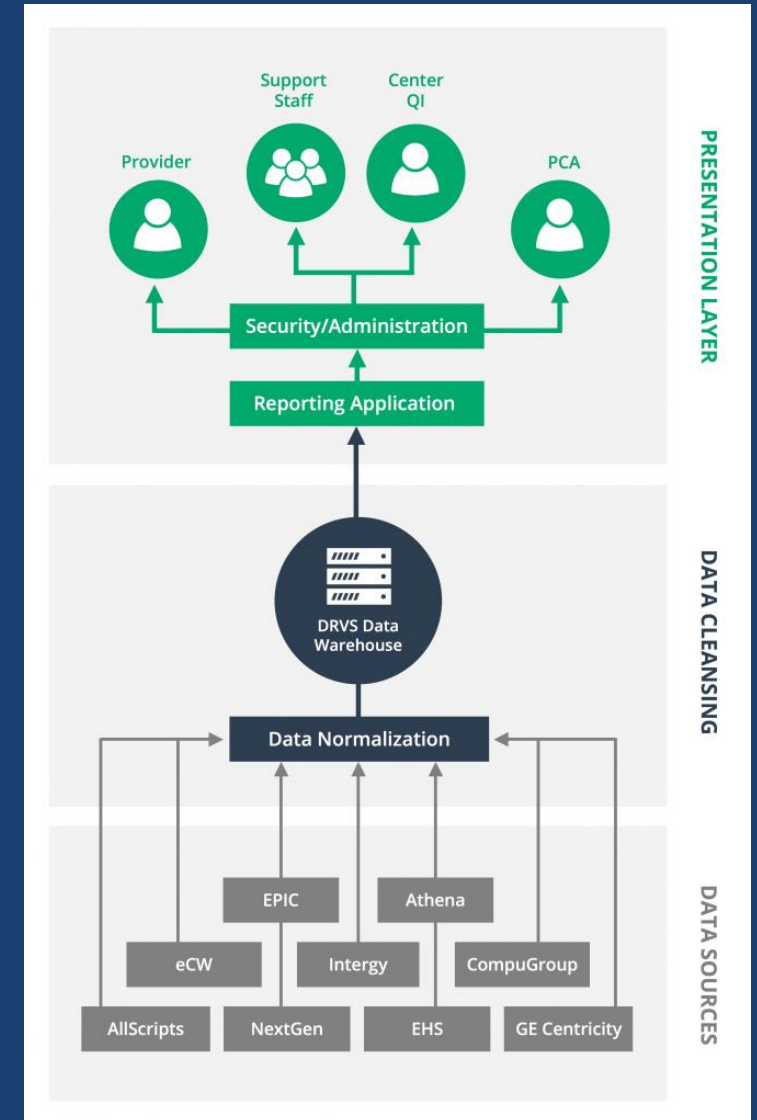 Support
Staff
Center
QI
Provider
PCA
Security/Administration
Reporting Application
PRESENTATION LAYER
DRVS Data
Warehouse
Data Normalization
DATA CLEANSING
EPIC
Athena
eCW
Intergy
CompuGroup
AllScripts
NextGen
EHS
GE Centricity
DATA SOURCES